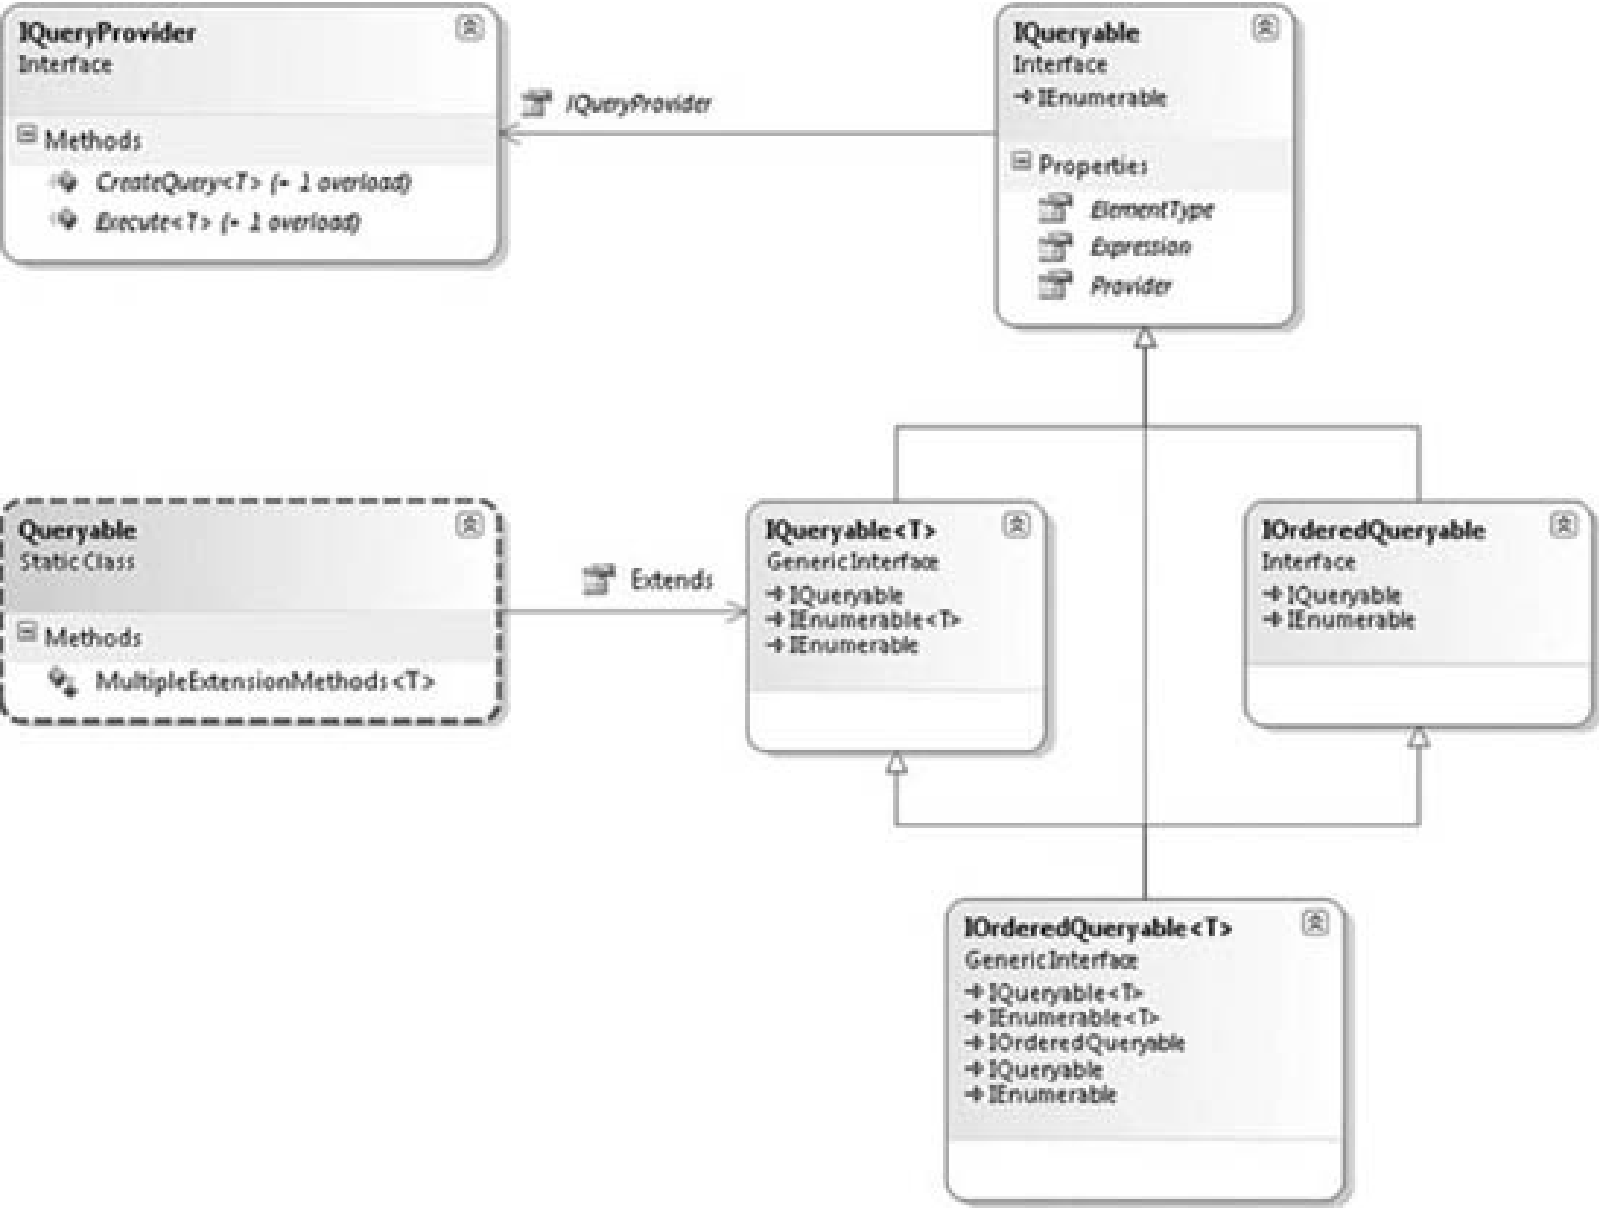 IQueryProvider
Interface
Methods
CreateQuery<T> (+ 1 overload)
Execute<T> (+ 1 overload)
IQueryProvider
IQueryable
Interface
IEnumerable
Properties
ElementType
Expression
Provider
Queryable
Static Class
Methods
MultipleExtensionMethods<T>
Extends
IQueryable<T>
Generic Interface
IQueryable
IEnumerable<T>
IEnumerable
IOrderedQueryable
Interface
IQueryable
IEnumerable
IOrderedQueryable<T>
Generic Interface
IQueryable<T>
IEnumerable<T>
IOrderedQueryable
IQueryable
IEnumerable